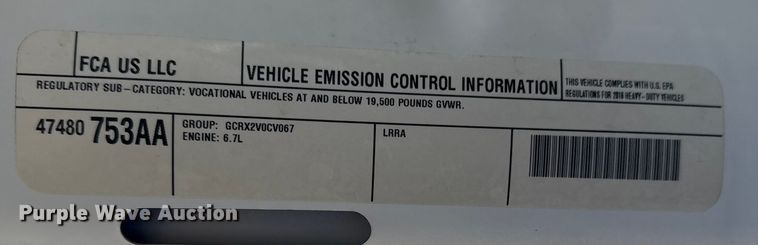 FCA US LLC
VEHICLE EMISSION CONTROL INFORMATION
THIS VEHICLE COMPLIES WITH U.S. EPA
REGULATIONS FOR 2016 HEAVY-DUTY VEHICLES
REGULATORY SUB-CATEGORY: VOCATIONAL VEHICLES AT AND BELOW 19,500 POUNDS GVWR.
47480 753AA
GROUP: GCRX2V0CV067
ENGINE: 6.7L
LRRA
Purple Wave Auction